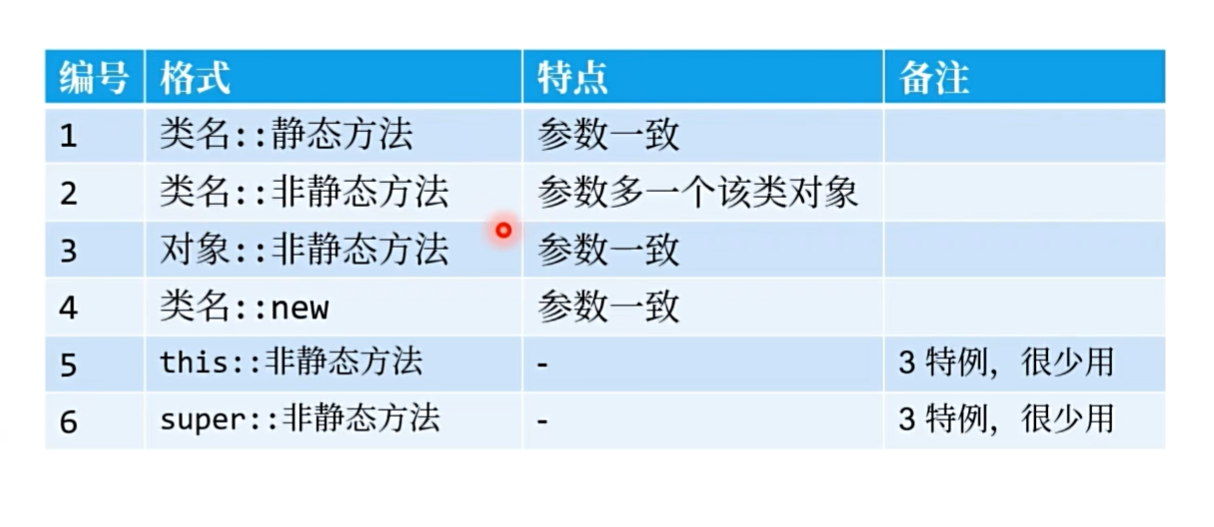 编号 格式 特点 备注
1 类名::静态方法 参数一致
2 类名::非静态方法 参数多一个该类对象
3 对象::非静态方法 参数一致
4 类名::new 参数一致
5 this::非静态方法 - 3 特例，很少用
6 super::非静态方法 - 3 特例，很少用